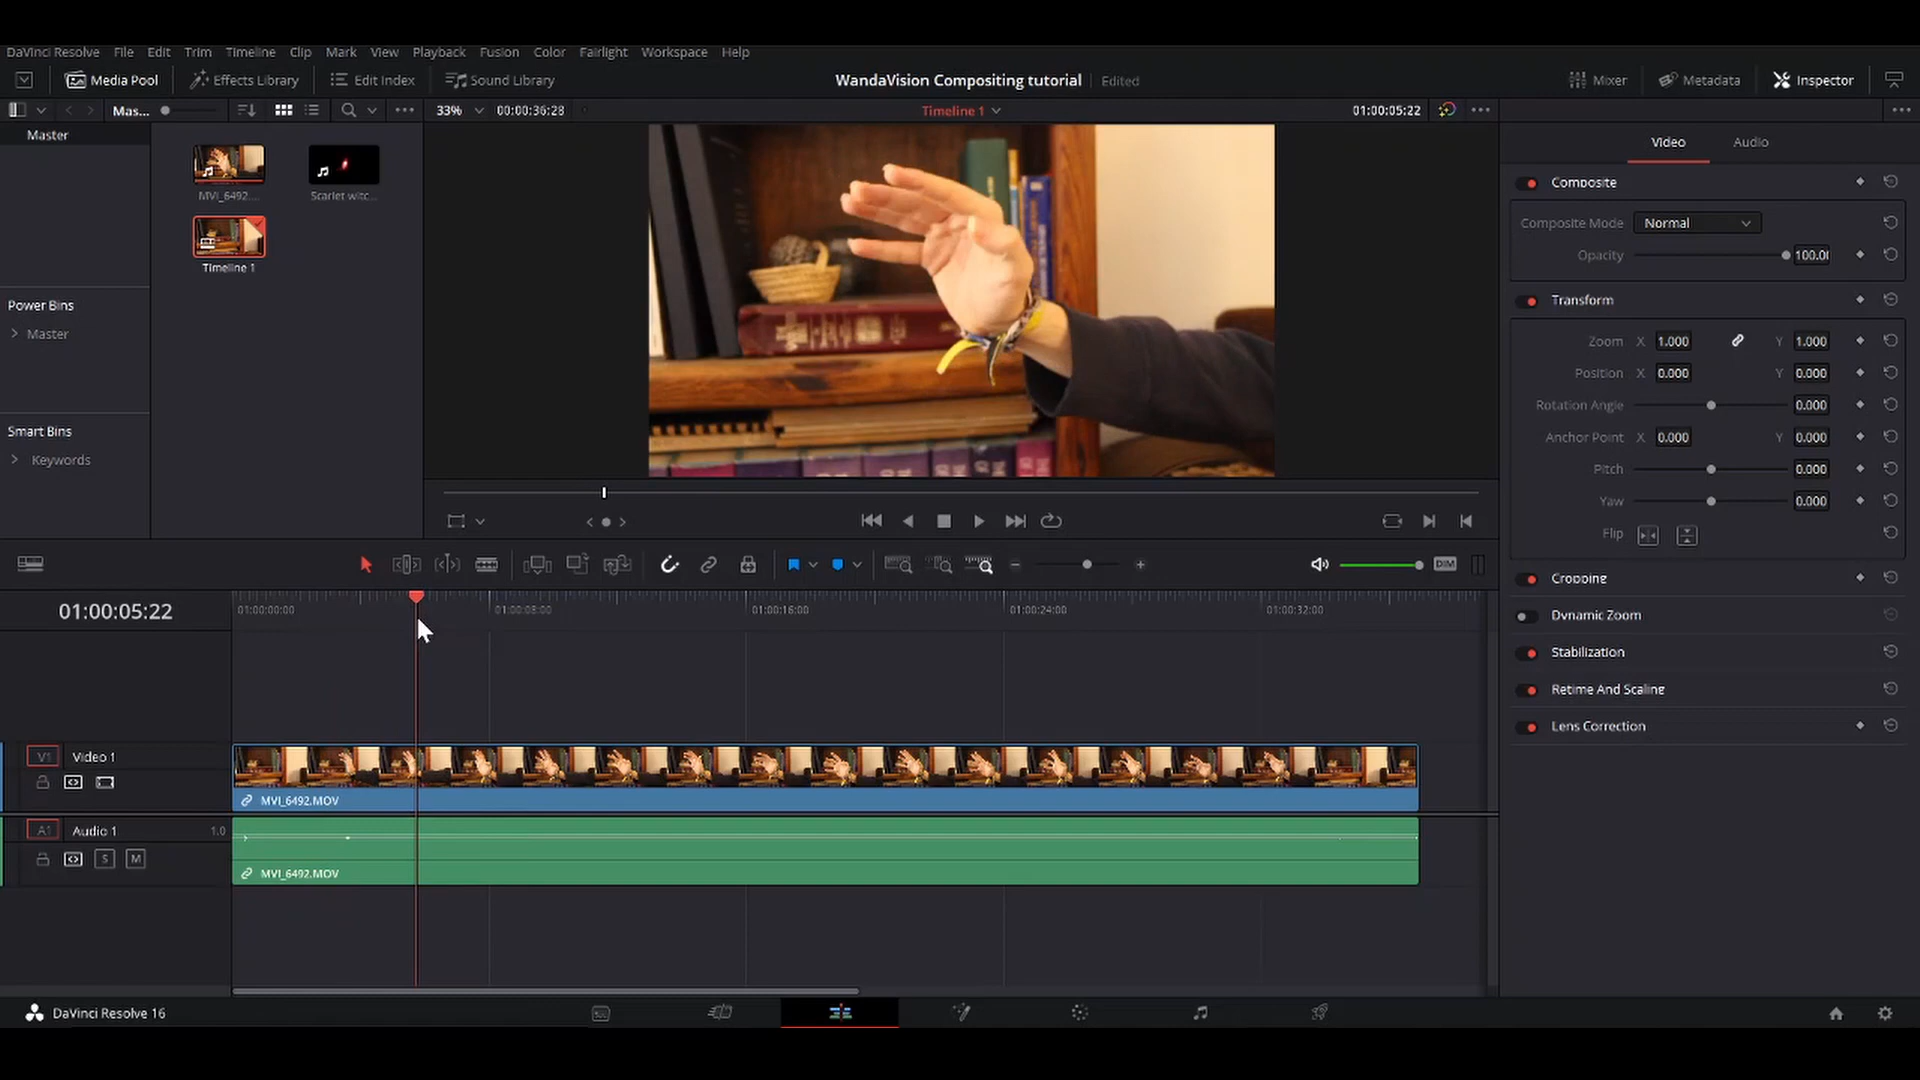 DaVinci Resolve File Edit Trim Timeline Clip Mark View Playback Fusion Color Fairlight Workspace Help
Media Pool Effects Library Edit Index Sound Library WandaVision Compositing tutorial Edited Mixer Metadata Inspector
Mas... 33% 00:00:36:28 Timeline 1 01:00:05:22
Master
Video Audio
Composite
MVI_6492.... Scarlet witc...
Composite Mode Normal
Opacity 100.0
Timeline 1
Transform
Power Bins
Master
Zoom X 1.000 Y 1.000
Position X 0.000 Y 0.000
Rotation Angle 0.000
Smart Bins
Anchor Point X 0.000 Y 0.000
Keywords
Pitch 0.000
Yaw 0.000
Flip
DIM
Cropping
01:00:05:22 01:00:00:00 01:00:08:00 01:00:16:00 01:00:24:00 01:00:32:00
Dynamic Zoom
Stabilization
Retime And Scaling
Lens Correction
V1 Video 1
MVI_6492.MOV
A1 Audio 1 1.0
S M
MVI_6492.MOV
DaVinci Resolve 16